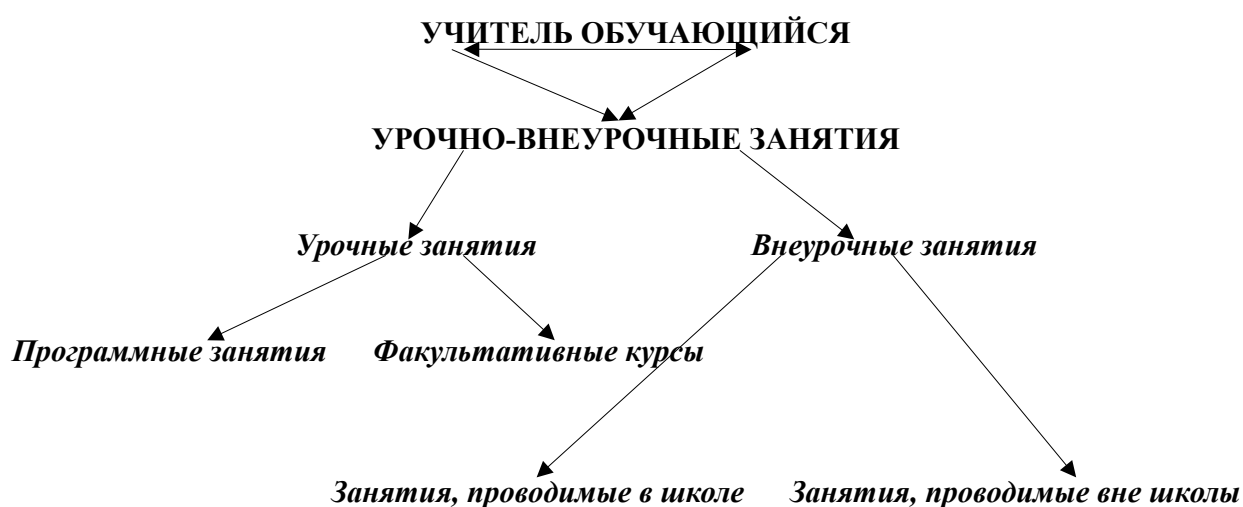 УЧИТЕЛЬ ОБУЧАЮЩИЙСЯ
УРОЧНО-ВНЕУРОЧНЫЕ ЗАНЯТИЯ
Урочные занятия Внеурочные занятия
Программные занятия Факультативные курсы
Занятия, проводимые в школе Занятия, проводимые вне школы